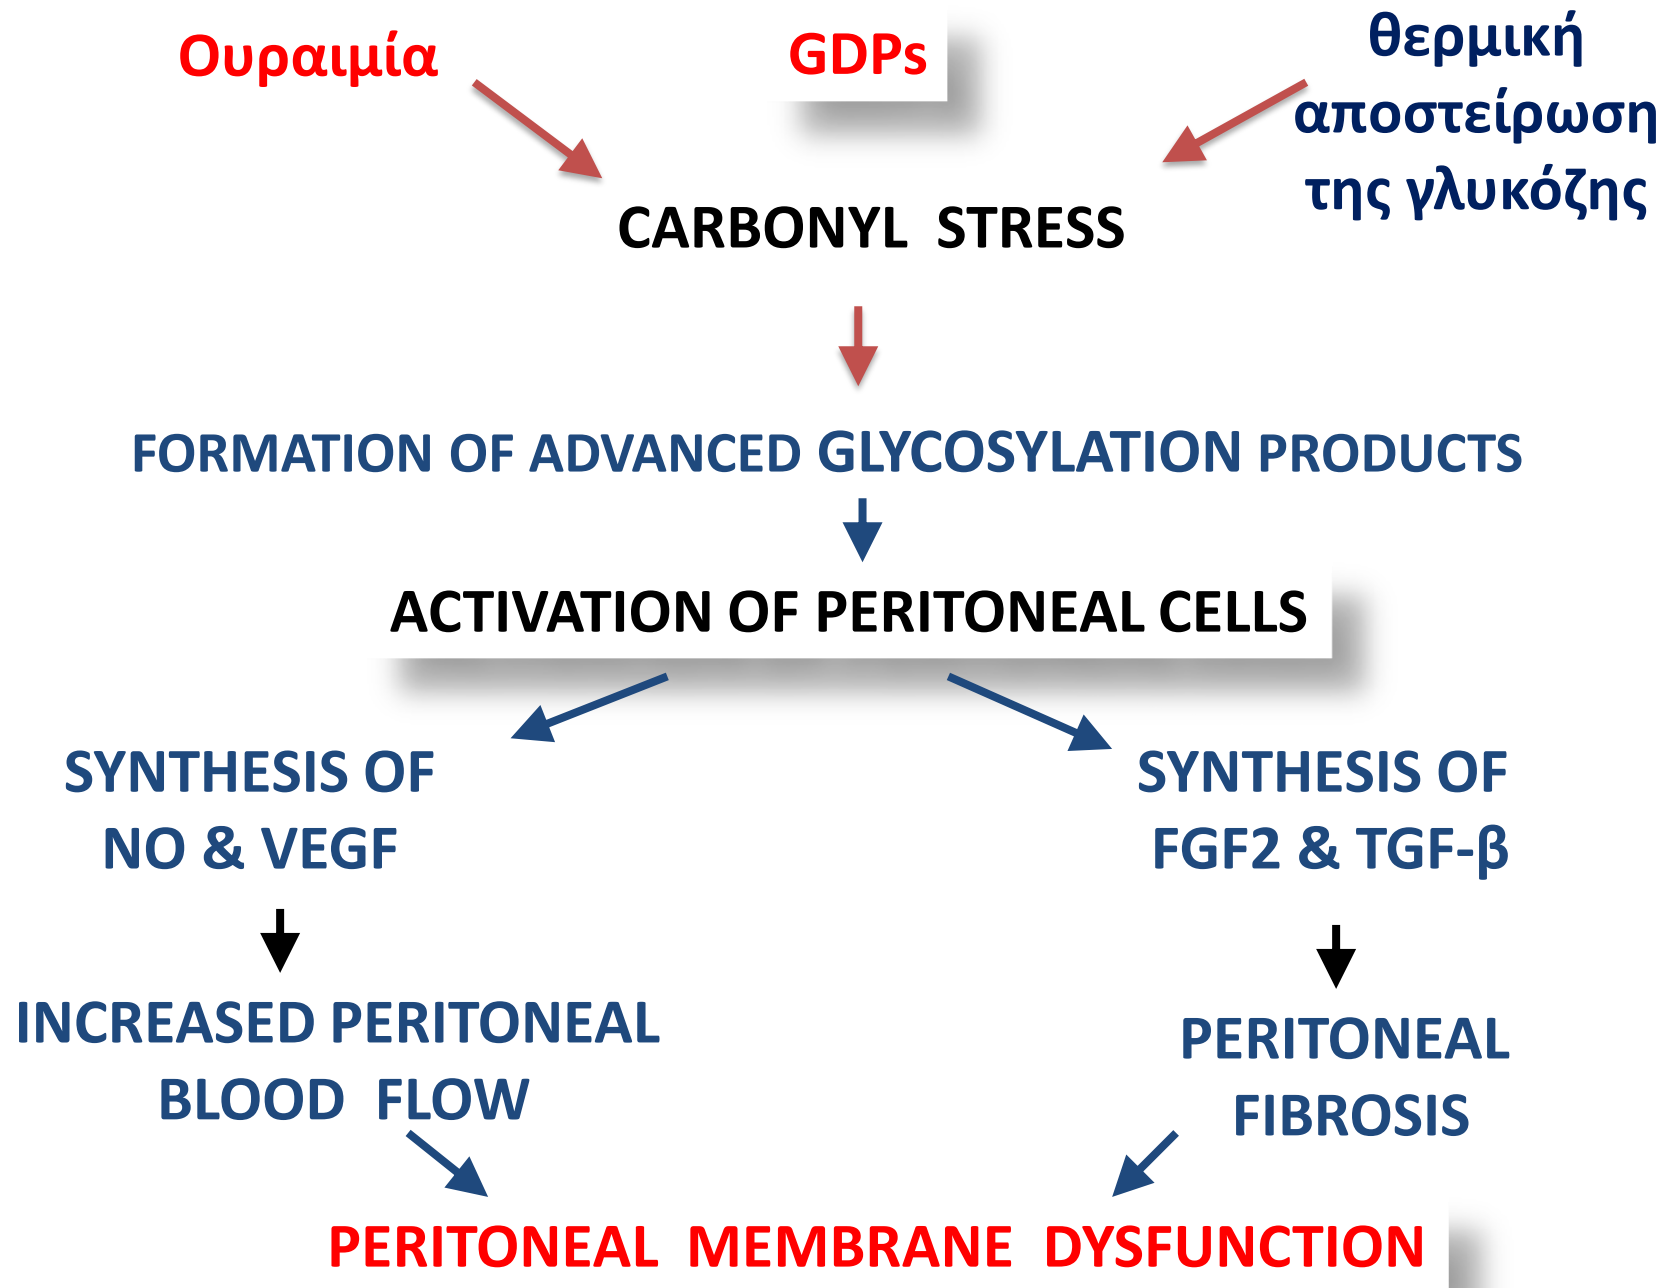 Ουραιμία
GDPs
θερμική
αποστείρωση
της γλυκόζης
CARBONYL STRESS
FORMATION OF ADVANCED GLYCOSYLATION PRODUCTS
ACTIVATION OF PERITONEAL CELLS
SYNTHESIS OF
NO & VEGF
SYNTHESIS OF
FGF2 & TGF-β
INCREASED PERITONEAL
BLOOD FLOW
PERITONEAL
FIBROSIS
PERITONEAL MEMBRANE DYSFUNCTION